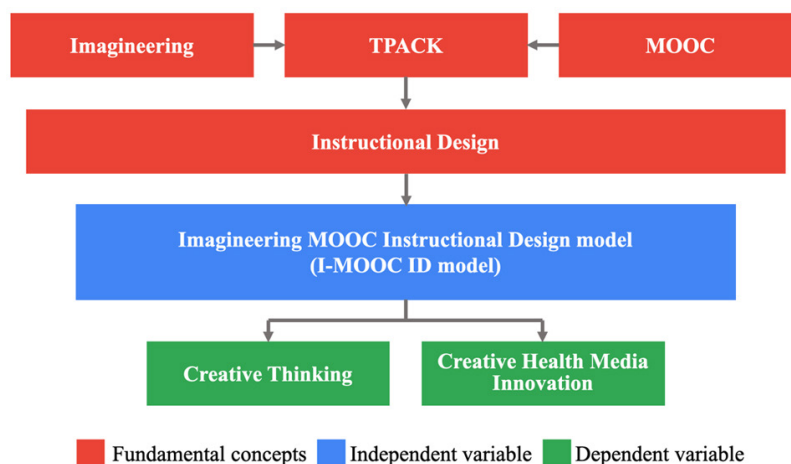 Imagineering
TPACK
MOOC
Instructional Design
Imagineering MOOC Instructional Design model
(I-MOOC ID model)
Creative Thinking
Creative Health Media
Innovation
Fundamental concepts
Independent variable
Dependent variable